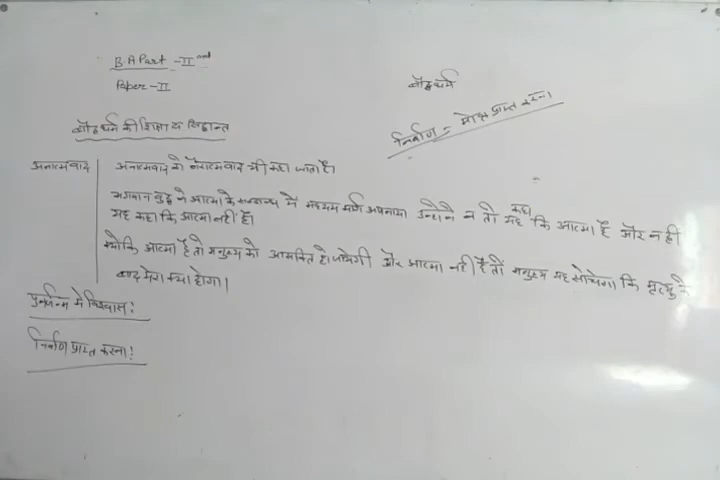 B A Part - II nd
Paper - II
बौद्धधर्म
निर्वाण = मोक्ष प्राप्त करना
बौद्धधर्म की शिक्षा व सिद्धान्त
अनात्मवाद
अनात्मवाद को नैरात्मवाद भी कहा जाता है।
भगवान बुद्ध ने आत्मा के सम्बन्ध में मध्यम मार्ग अपनाया उन्होंने न तो यह कहा कि आत्मा है और न ही
यह कहा कि आत्मा नहीं है।
क्योंकि आत्मा है तो मनुष्य को आसक्ति हो जायेगी और आत्मा नहीं है तो मनुष्य यह सोचेगा कि मृत्यु के
बाद मेरा क्या होगा।
पुनर्जन्म में विश्वास:
निर्वाण प्राप्त करना: